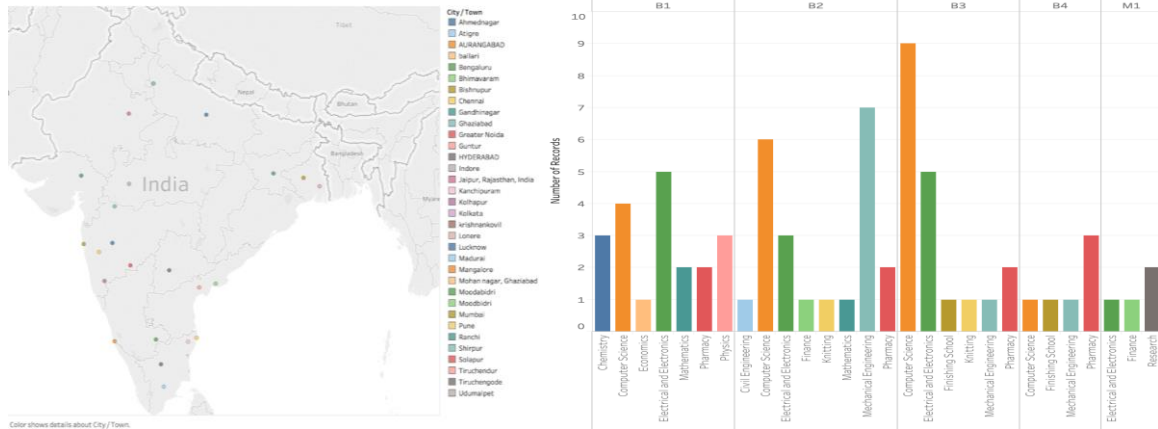 Tibet
Nepal
Bhutan
Bangladesh
India
Myanm
Color shows details about City / Town.
City / Town
Ahmednagar
Atigre
AURANGABAD
ballari
Bengaluru
Bhimavaram
Bishnupur
Chennai
Gandhinagar
Ghaziabad
Greater Noida
Guntur
HYDERABAD
Indore
Jaipur, Rajasthan, India
Kanchipuram
Kolhapur
Kolkata
krishnankovil
Lonere
Lucknow
Madurai
Mangalore
Mohan nagar, Ghaziabad
Moodabidri
Moodbidri
Mumbai
Pune
Ranchi
Shirpur
Solapur
Tiruchendur
Tiruchengode
Udumalpet
B1 B2 B3 B4 M1
Number of Records
10
9
8
7
6
5
4
3
2
1
0
Chemistry
Computer Science
Economics
Electrical and Electronics
Mathematics
Pharmacy
Physics
Civil Engineering
Computer Science
Electrical and Electronics
Finance
Knitting
Mathematics
Mechanical Engineering
Pharmacy
Computer Science
Electrical and Electronics
Finishing School
Knitting
Mechanical Engineering
Pharmacy
Computer Science
Finishing School
Mechanical Engineering
Pharmacy
Electrical and Electronics
Finance
Research